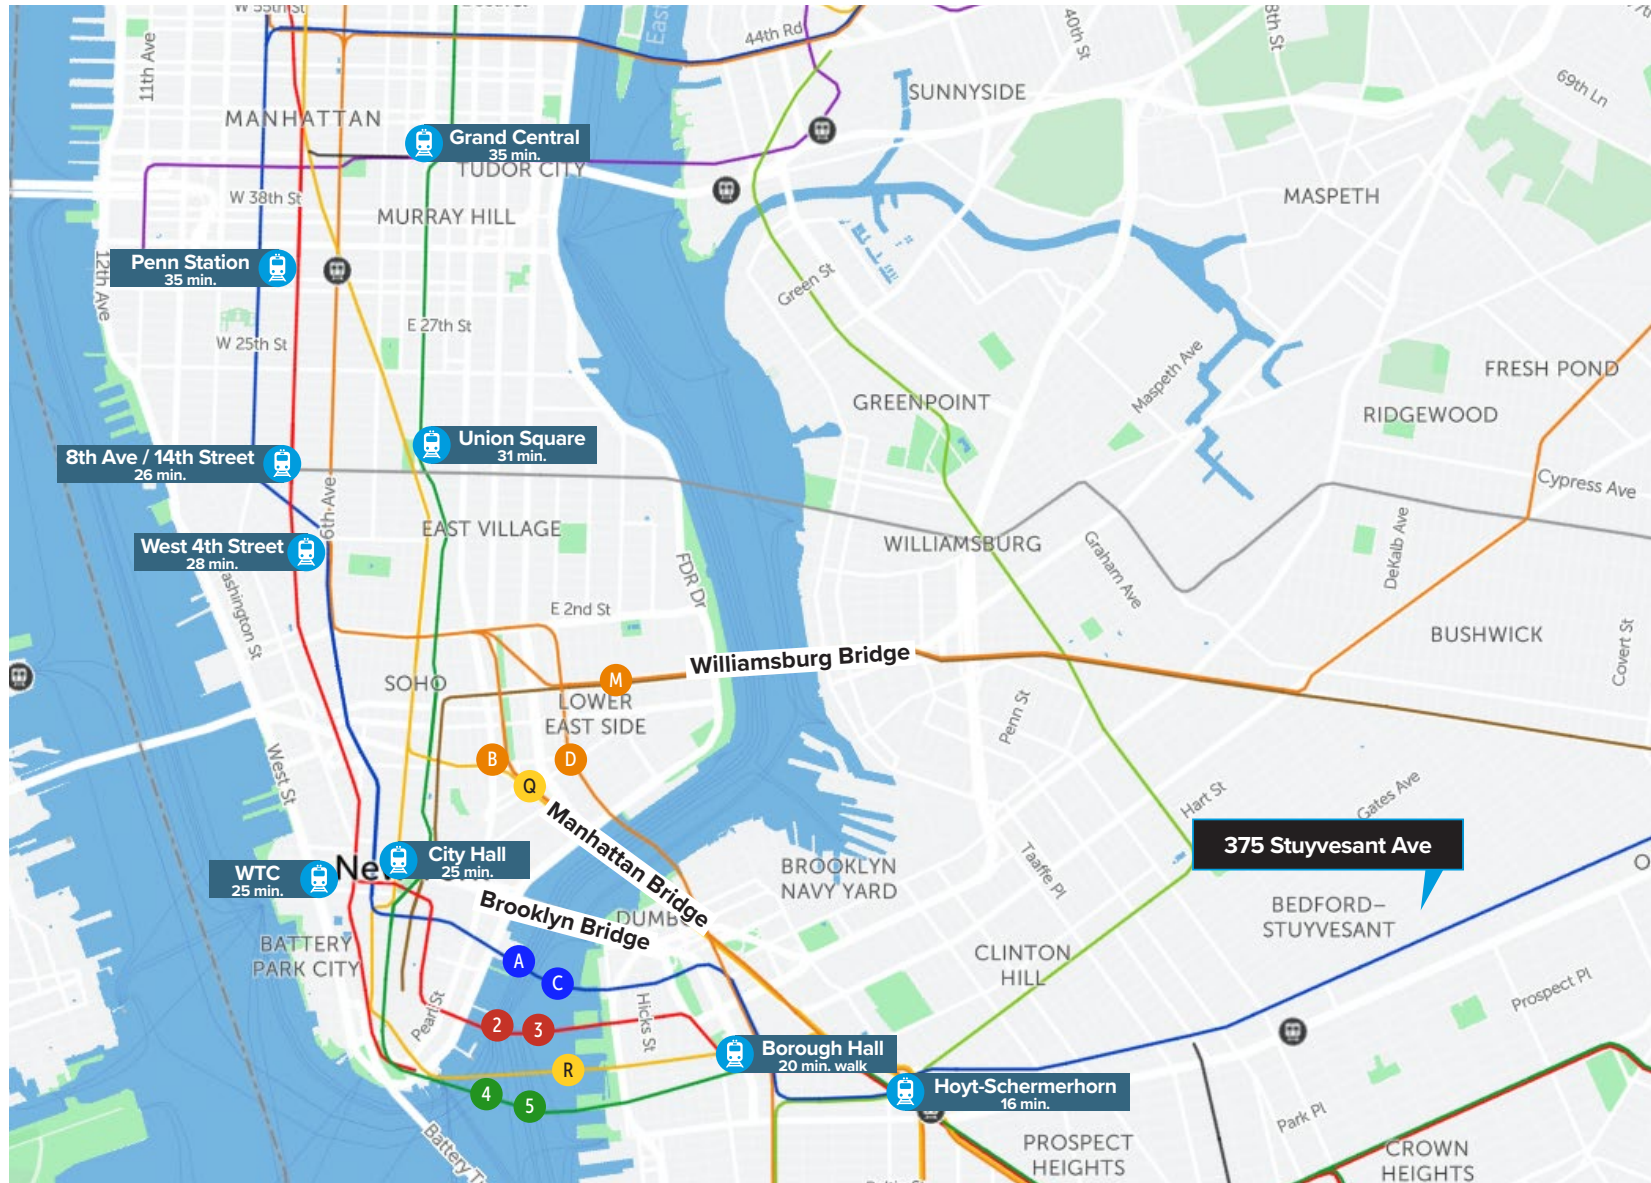 W 55th St
44th Rd
40th St
69th Ln
11th Ave
East
SUNNYSIDE
MANHATTAN
Grand Central
35 min.
TUDOR CITY
W 38th St
MURRAY HILL
MASPETH
Penn Station
35 min.
12th Ave
Green St
E 27th St
W 25th St
Maspeth Ave
FRESH POND
GREENPOINT
RIDGEWOOD
Union Square
31 min.
8th Ave / 14th Street
26 min.
Cypress Ave
6th Ave
EAST VILLAGE
DeKalb Ave
West 4th Street
28 min.
WILLIAMSBURG
Graham Ave
FDR Dr
ashington St
E 2nd St
BUSHWICK
Covert St
Williamsburg Bridge
SOHO
M
LOWER
EAST SIDE
Penn St
West St
B
D
Q
Hart St
Gates Ave
Manhattan Bridge
375 Stuyvesant Ave
City Hall
25 min.
WTC
25 min.
Ne
BROOKLYN
NAVY YARD
Taaffe Pl
Brooklyn Bridge
DUMB
BEDFORD–
STUYVESANT
BATTERY
PARK CITY
A
C
CLINTON
HILL
Prospect Pl
Pearl St
Hicks St
2
3
R
Borough Hall
20 min. walk
4
5
Hoyt-Schermerhorn
16 min.
Park Pl
Battery T
PROSPECT
HEIGHTS
CROWN
HEIGHTS